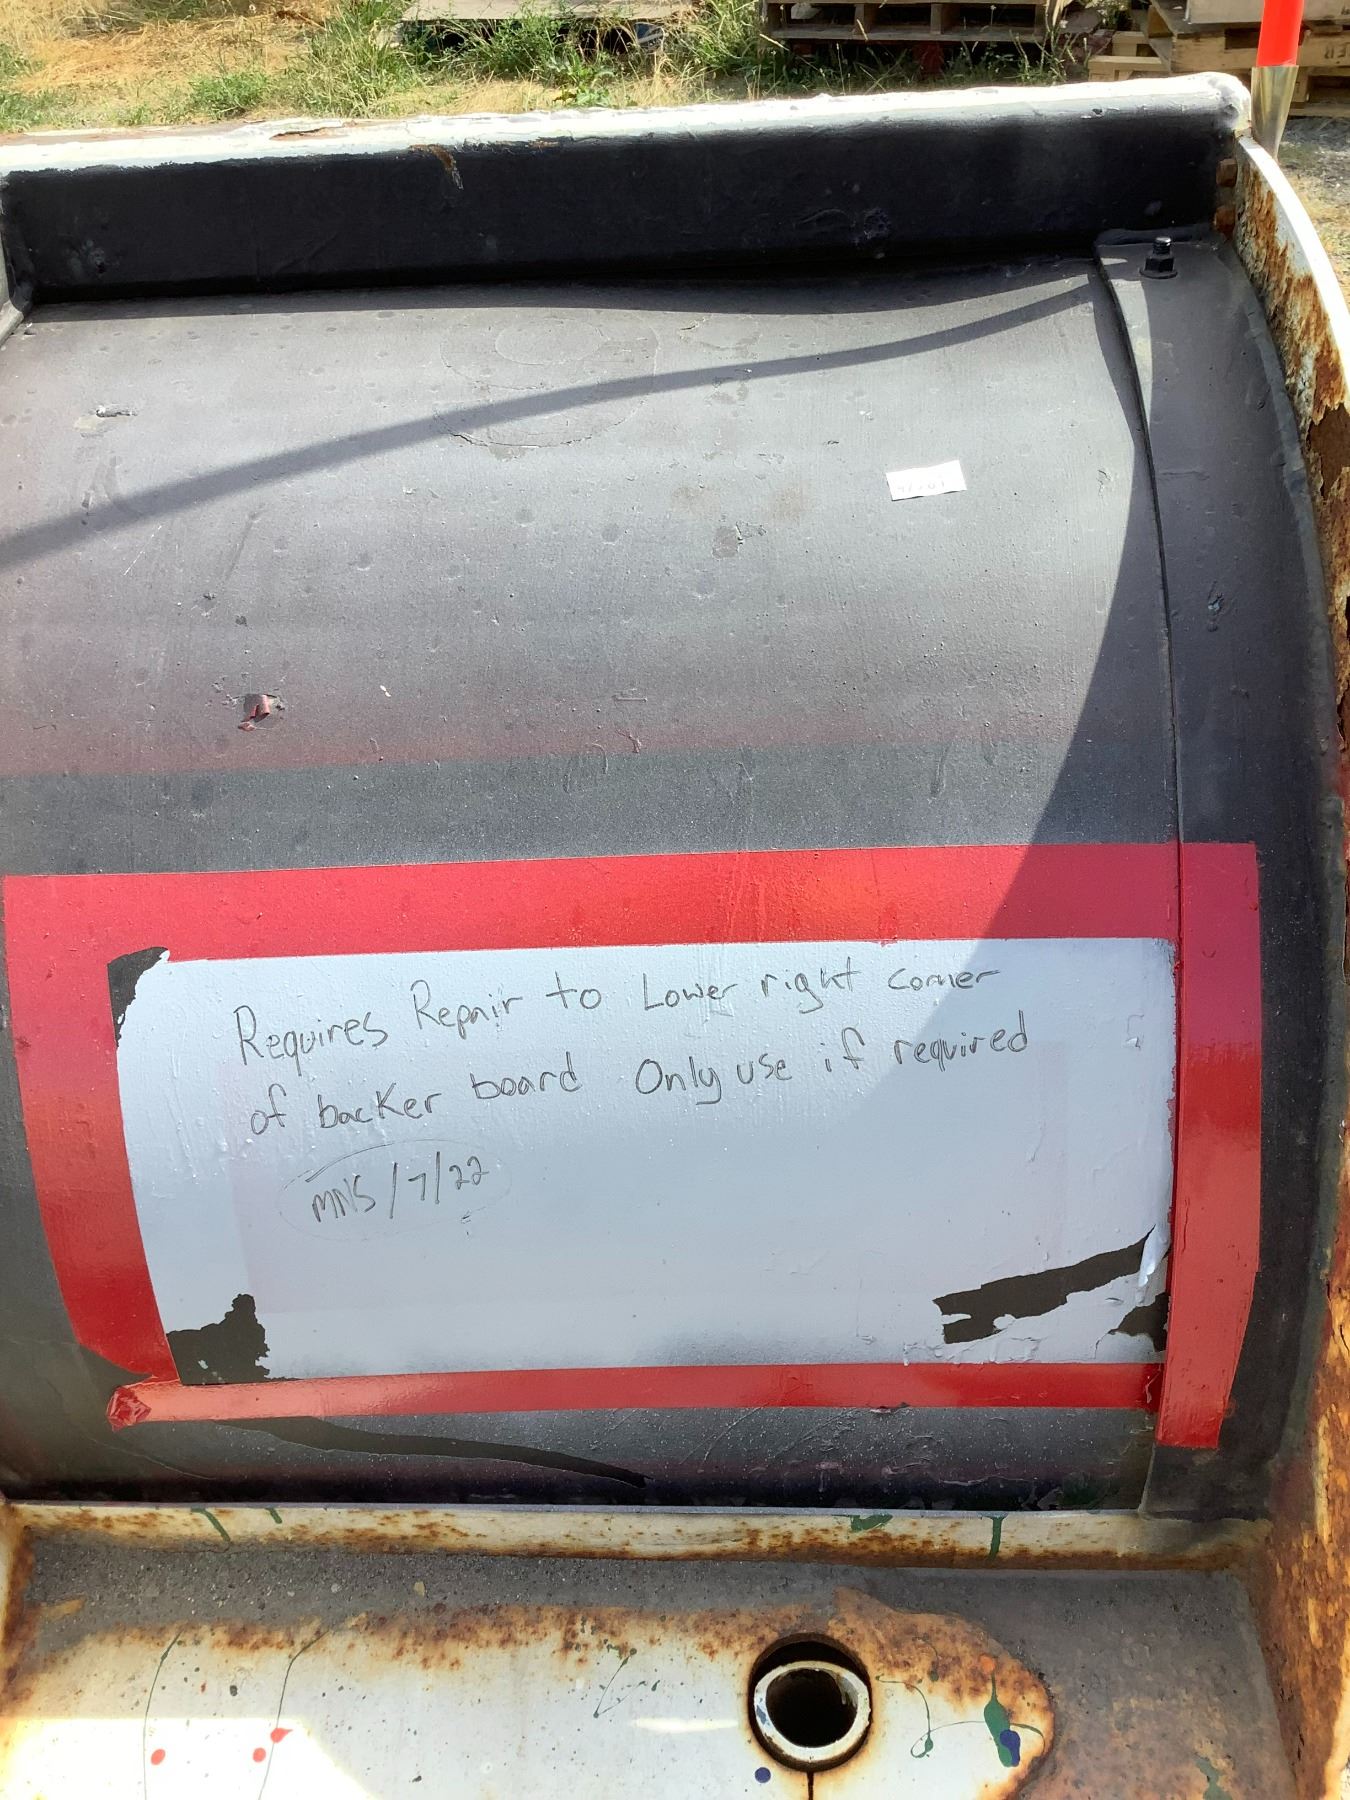 Requires Repair to Lower right corner
of backer board Only use if required
MNS/7/22